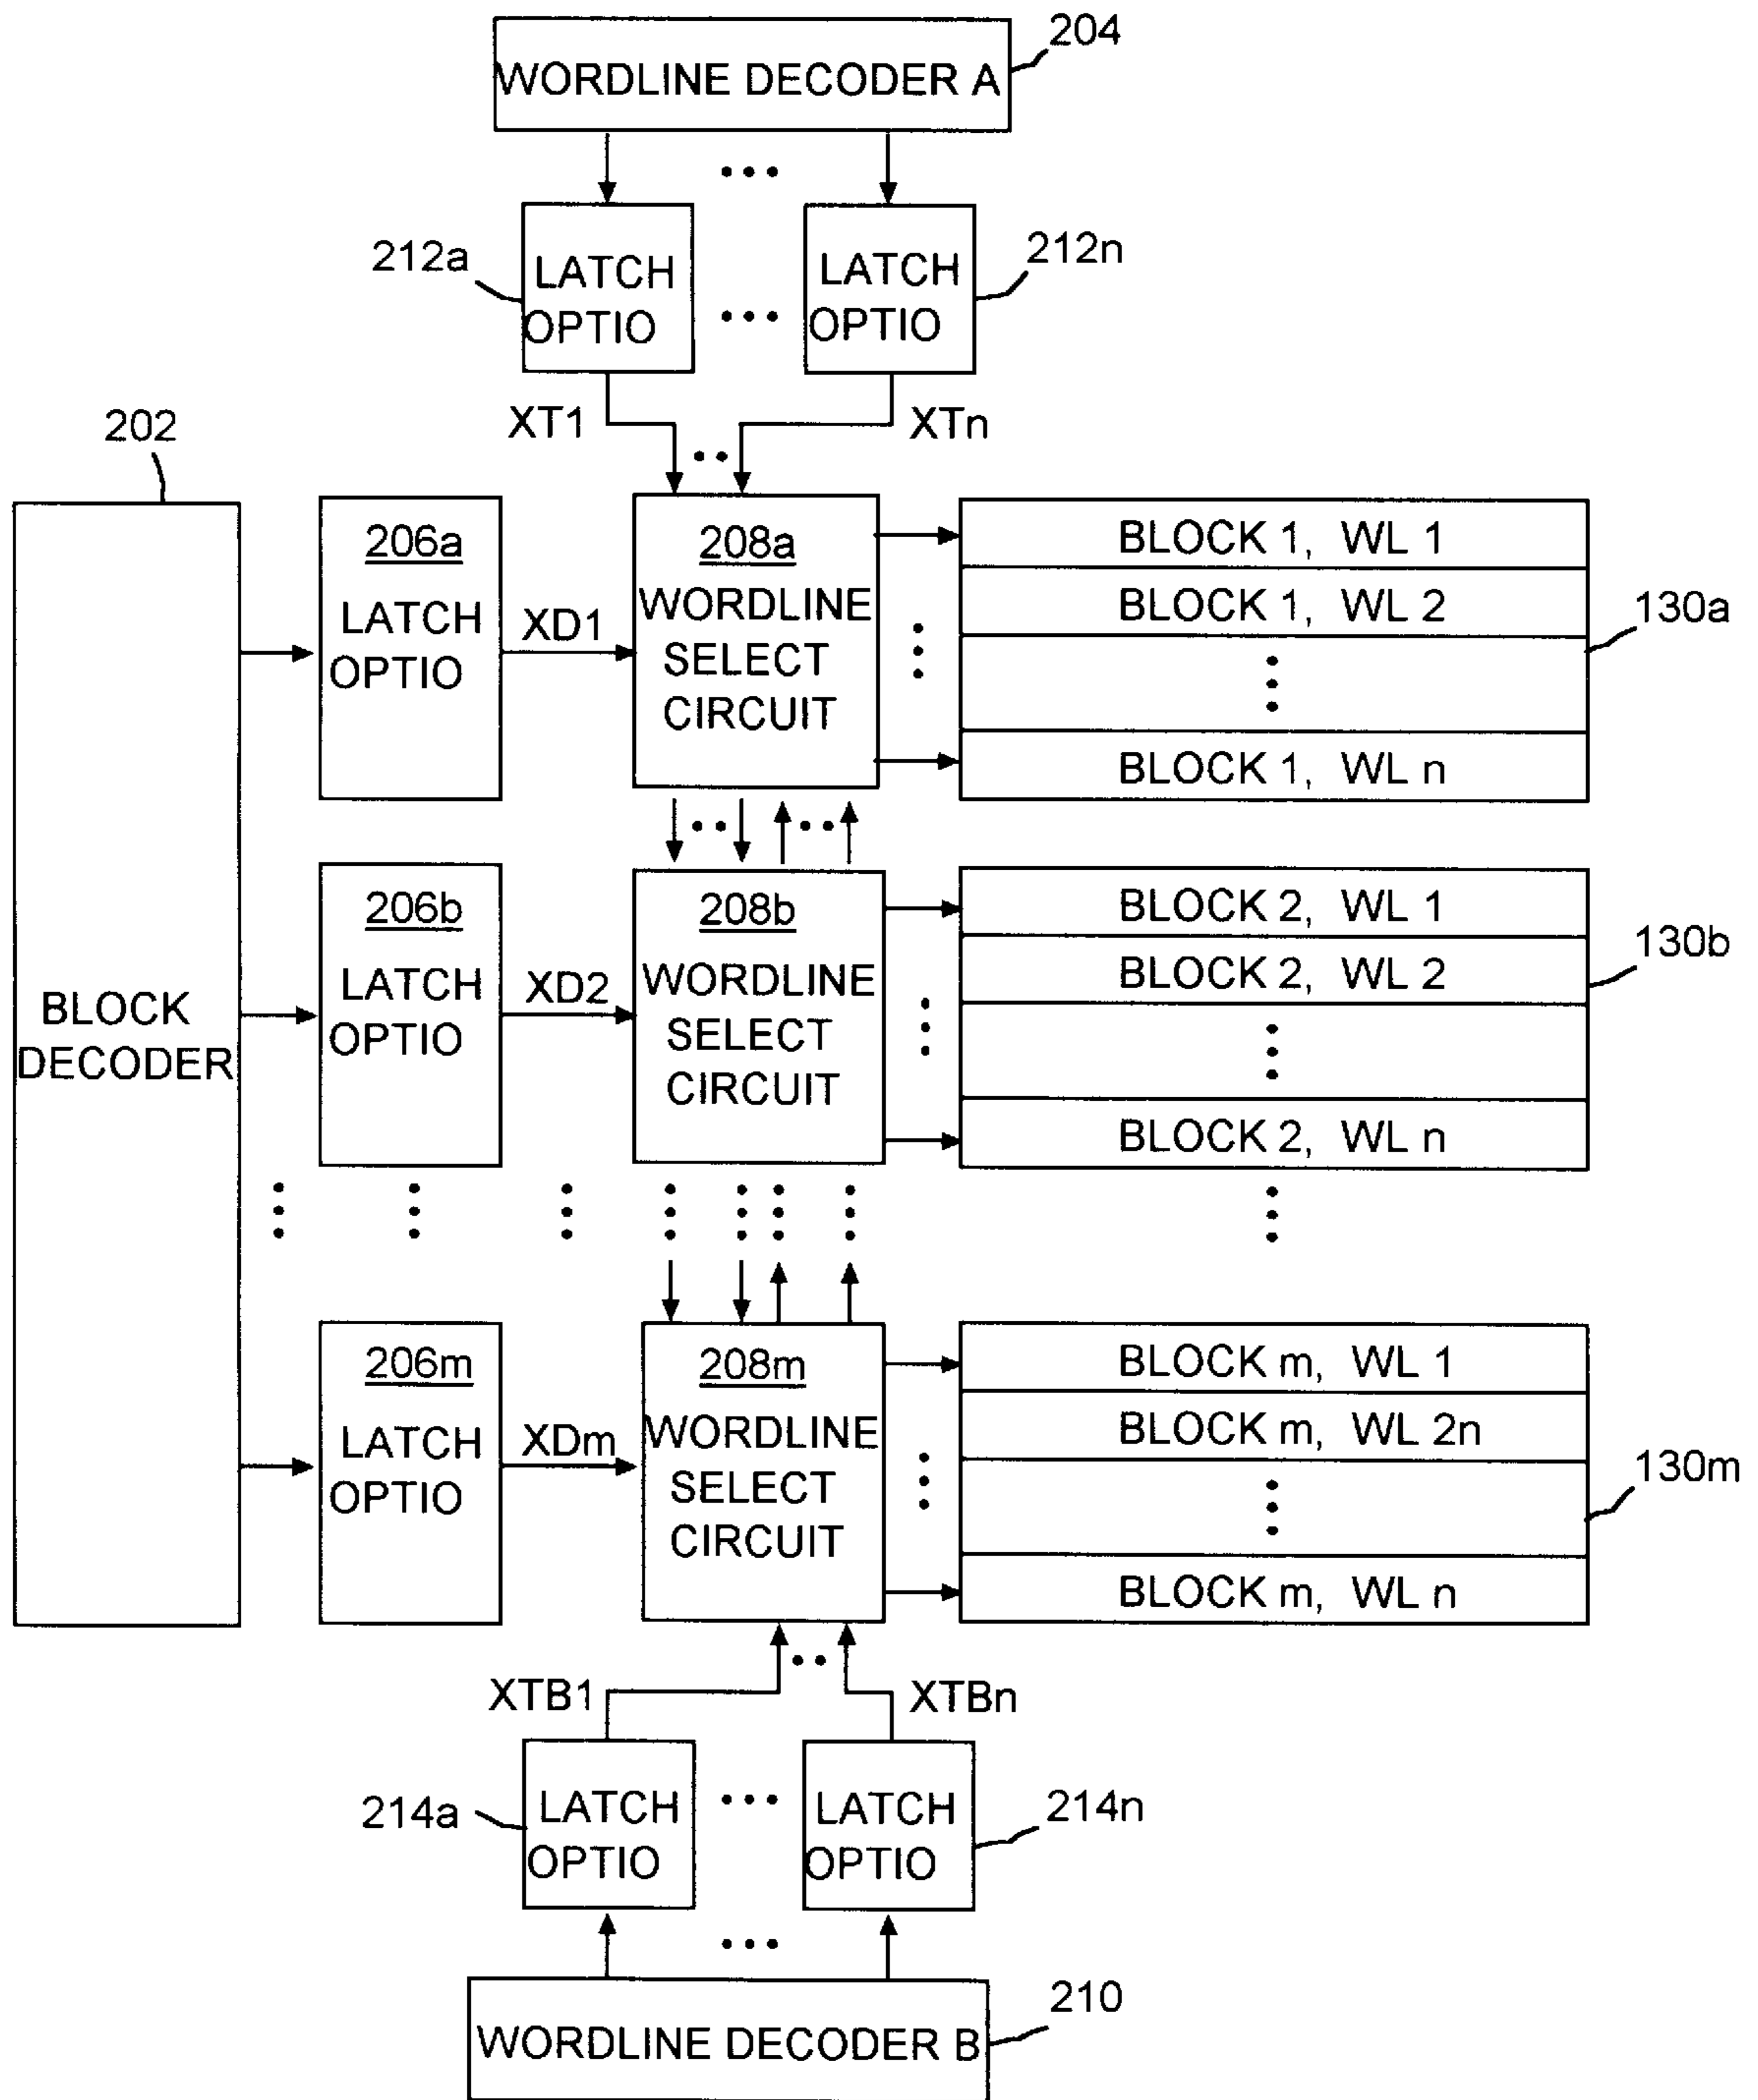 204
WORDLINE DECODER A
212a
LATCH
OPTIO
LATCH
OPTIO
212n
XT1
XTn
202
BLOCK
DECODER
206a
LATCH
OPTIO
XD1
208a
WORDLINE
SELECT
CIRCUIT
BLOCK 1, WL 1
BLOCK 1, WL 2
BLOCK 1, WL n
130a
206b
LATCH
OPTIO
XD2
208b
WORDLINE
SELECT
CIRCUIT
BLOCK 2, WL 1
BLOCK 2, WL 2
BLOCK 2, WL n
130b
206m
LATCH
OPTIO
XDm
208m
WORDLINE
SELECT
CIRCUIT
BLOCK m, WL 1
BLOCK m, WL 2n
BLOCK m, WL n
130m
XTB1
XTBn
214a
LATCH
OPTIO
LATCH
OPTIO
214n
210
WORDLINE DECODER B